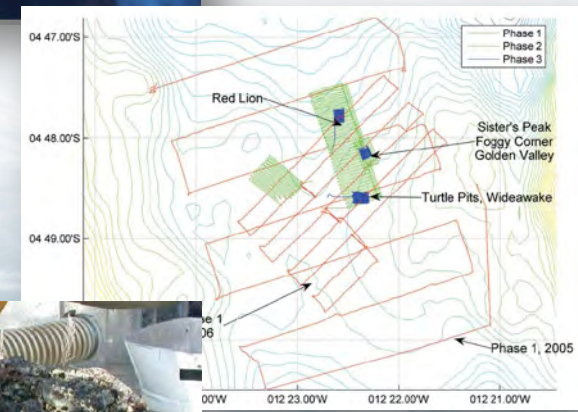 04 47.00'S
Phase 1
Phase 2
Phase 3
Red Lion
04 48.00'S
Sister's Peak
Foggy Corner
Golden Valley
Turtle Pits, Wideawake
04 49.00'S
se 1
06
Phase 1, 2005
.00'W
012 23.00'W
012 22.00'W
012 21.00'W